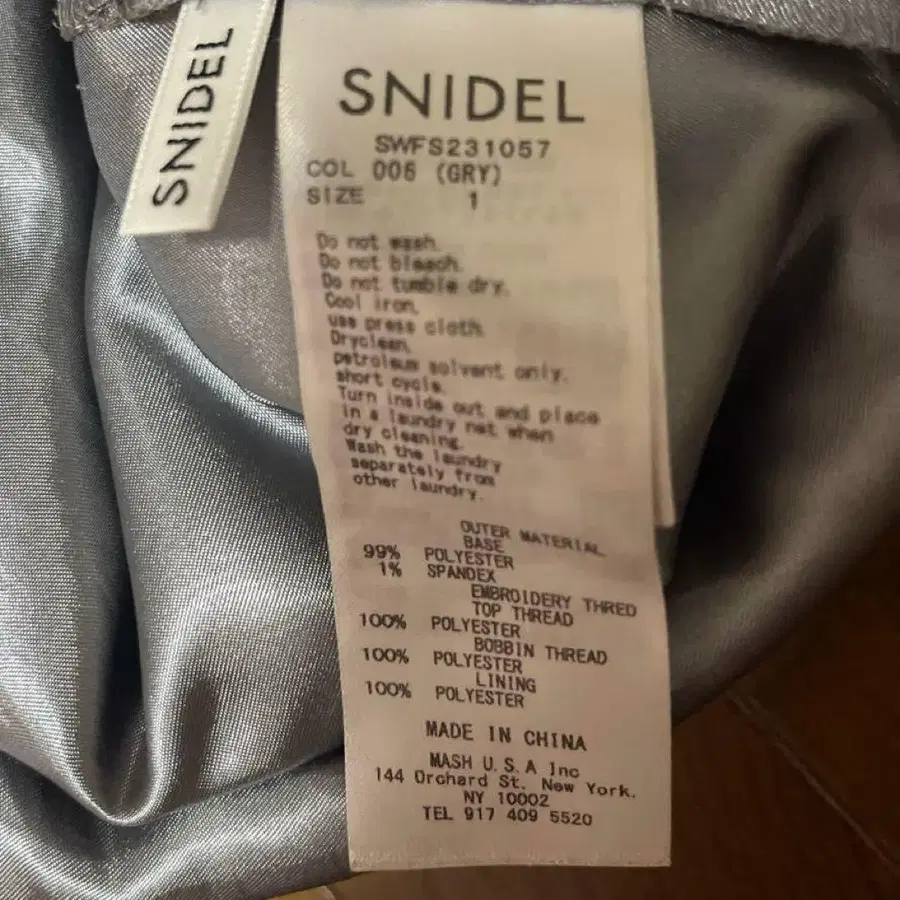 SNIDEL
SNIDEL
SWFS231057
COL 006 (GRY)
SIZE 1
Do not wash.
Do not bleach.
Do not tumble dry.
Cool iron,
use press cloth.
Dryclean,
petroleum solvent only,
short cycle.
Turn inside out and place
in a laundry net when
dry cleaning.
Wash the laundry
separately from
other laundry.
OUTER MATERIAL
BASE
99% POLYESTER
1% SPANDEX
EMBROIDERY THRED
TOP THREAD
100% POLYESTER
BOBBIN THREAD
100% POLYESTER
LINING
100% POLYESTER
MADE IN CHINA
MASH U.S.A Inc
144 Orchard St. New York.
NY 10002
TEL 917 409 5520